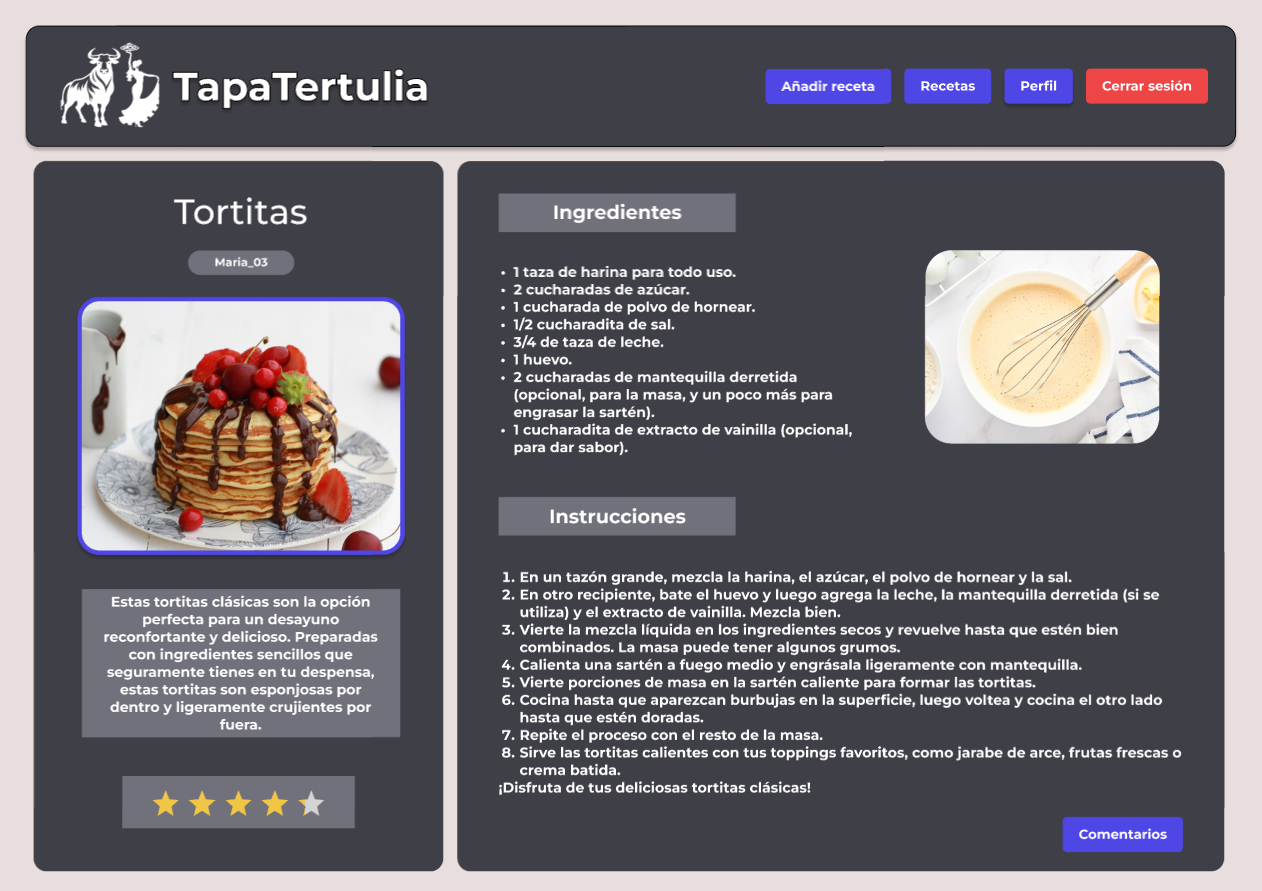 TapaTertulia
Añadir receta
Recetas
Perfil
Cerrar sesión
Tortitas
Maria_03
Estas tortitas clásicas son la opción
perfecta para un desayuno
reconfortante y delicioso. Preparadas
con ingredientes sencillos que
seguramente tienes en tu despensa,
estas tortitas son esponjosas por
dentro y ligeramente crujientes por
fuera.
Ingredientes
• 1 taza de harina para todo uso.
• 2 cucharadas de azúcar.
• 1 cucharada de polvo de hornear.
• 1/2 cucharadita de sal.
• 3/4 de taza de leche.
• 1 huevo.
• 2 cucharadas de mantequilla derretida
(opcional, para la masa, y un poco más para
engrasar la sartén).
• 1 cucharadita de extracto de vainilla (opcional,
para dar sabor).
Instrucciones
1. En un tazón grande, mezcla la harina, el azúcar, el polvo de hornear y la sal.
2. En otro recipiente, bate el huevo y luego agrega la leche, la mantequilla derretida (si se
utiliza) y el extracto de vainilla. Mezcla bien.
3. Vierte la mezcla líquida en los ingredientes secos y revuelve hasta que estén bien
combinados. La masa puede tener algunos grumos.
4. Calienta una sartén a fuego medio y engrásala ligeramente con mantequilla.
5. Vierte porciones de masa en la sartén caliente para formar las tortitas.
6. Cocina hasta que aparezcan burbujas en la superficie, luego voltea y cocina el otro lado
hasta que estén doradas.
7. Repite el proceso con el resto de la masa.
8. Sirve las tortitas calientes con tus toppings favoritos, como jarabe de arce, frutas frescas o
crema batida.
¡Disfruta de tus deliciosas tortitas clásicas!
Comentarios